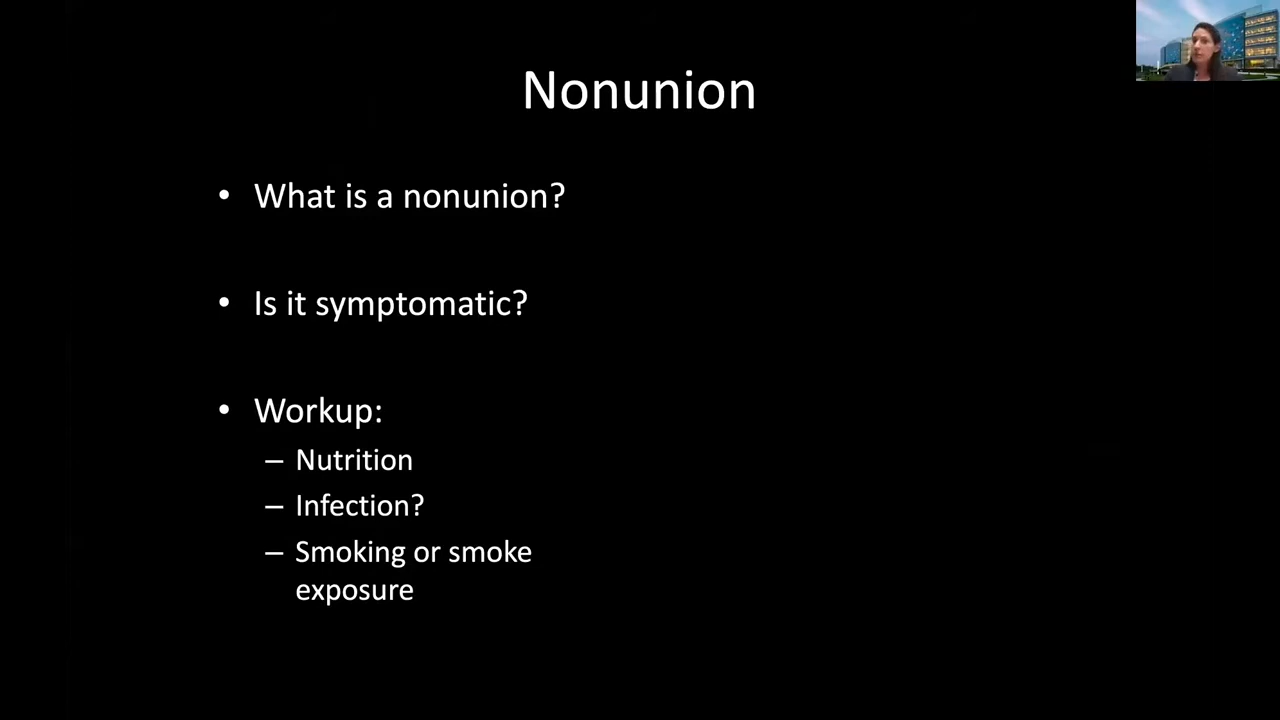 Nonunion
• What is a nonunion?
• Is it symptomatic?
• Workup:
– Nutrition
– Infection?
– Smoking or smoke
exposure